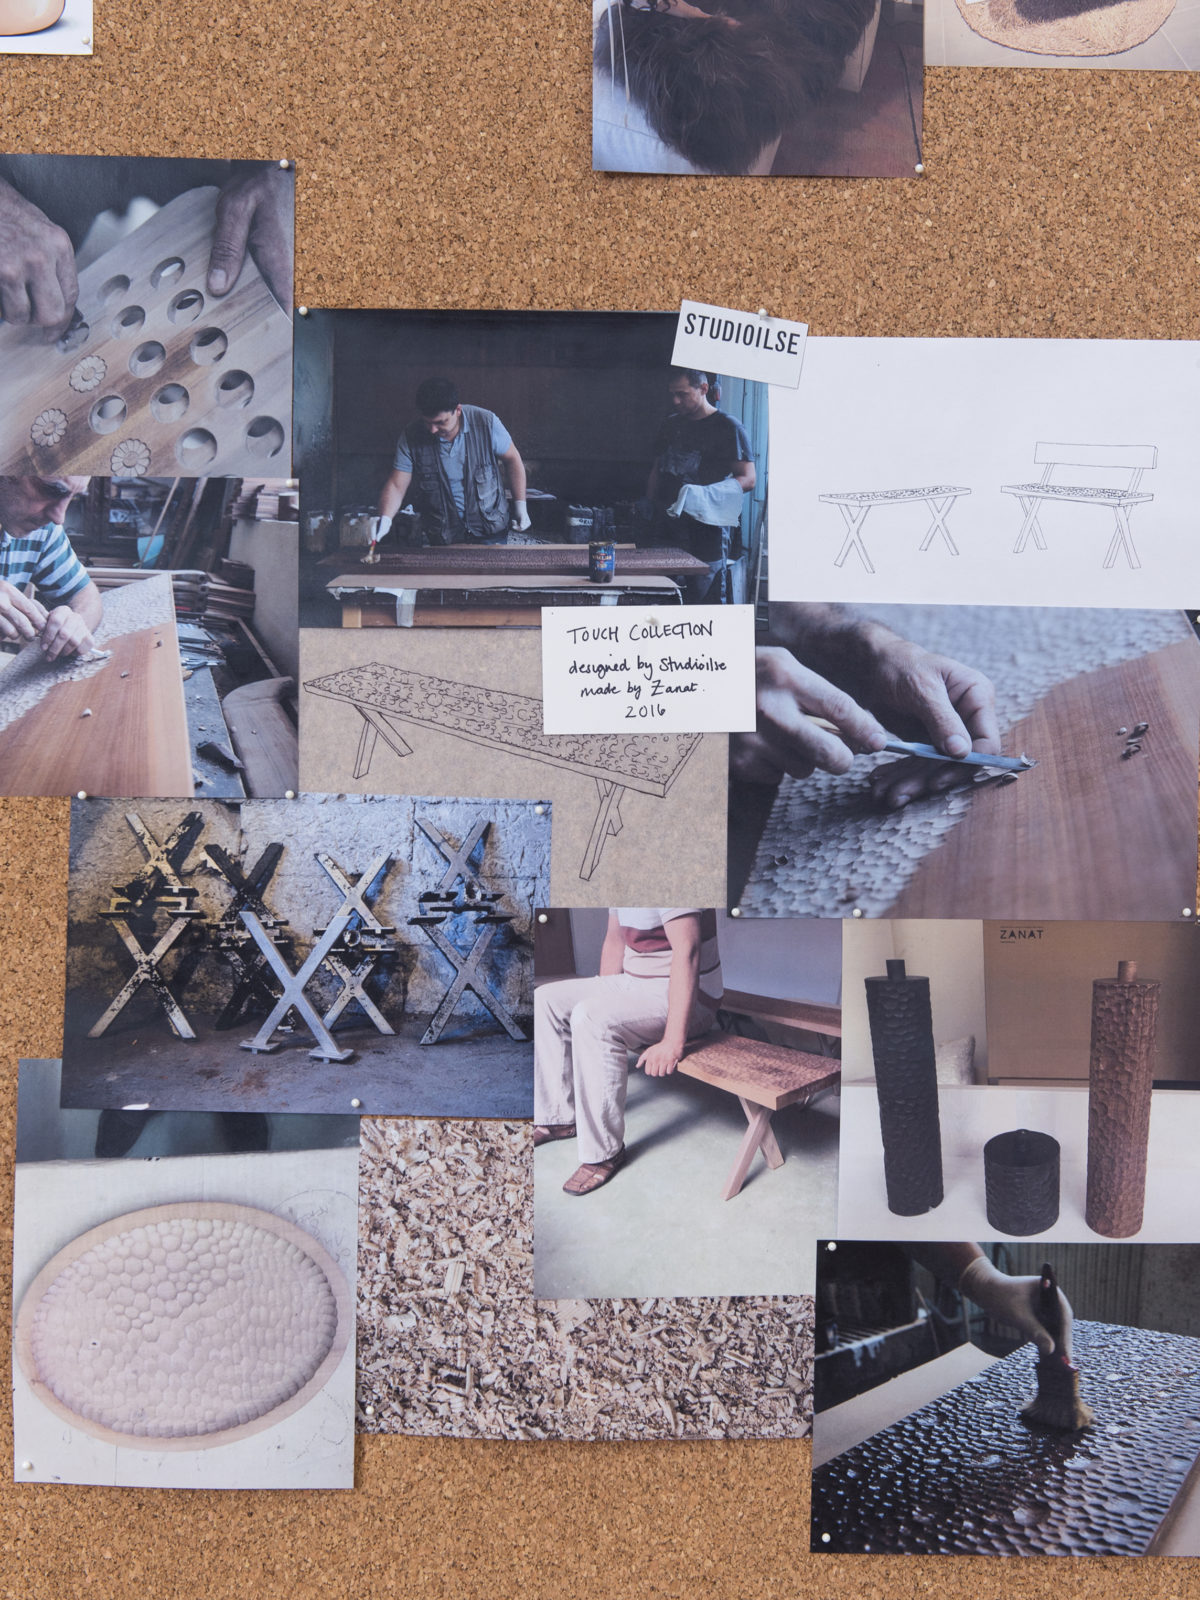 STUDIOILSE
TOUCH COLLECTION
designed by Studioilse
made by Zanat.
2016
ZANAT